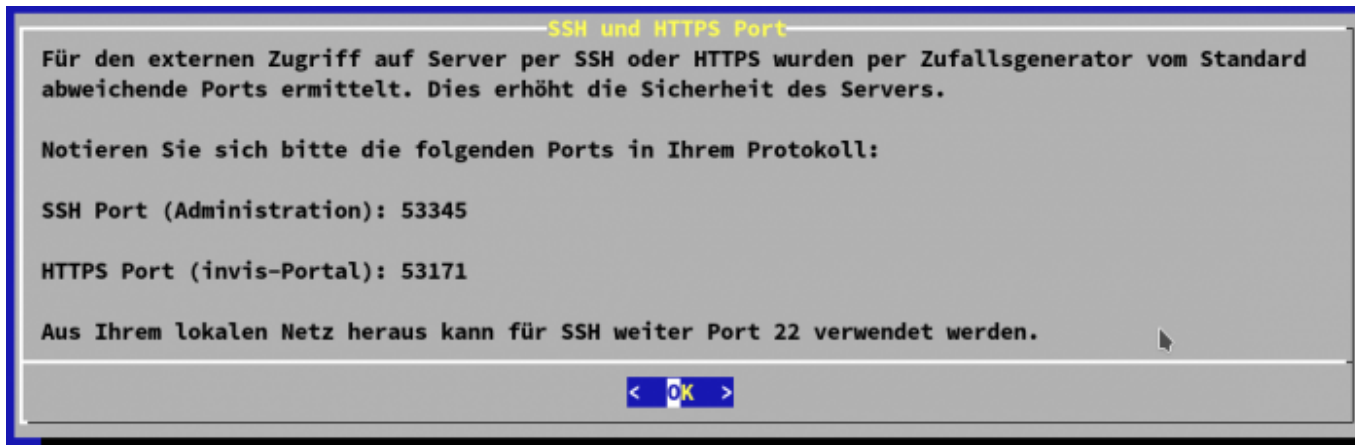 SSH und HTTPS Port
Für den externen Zugriff auf Server per SSH oder HTTPS wurden per Zufallsgenerator vom Standard
abweichende Ports ermittelt. Dies erhöht die Sicherheit des Servers.
Notieren Sie sich bitte die folgenden Ports in Ihrem Protokoll:
SSH Port (Administration): 53345
HTTPS Port (invis-Portal): 53171
Aus Ihrem lokalen Netz heraus kann für SSH weiter Port 22 verwendet werden.
< OK >